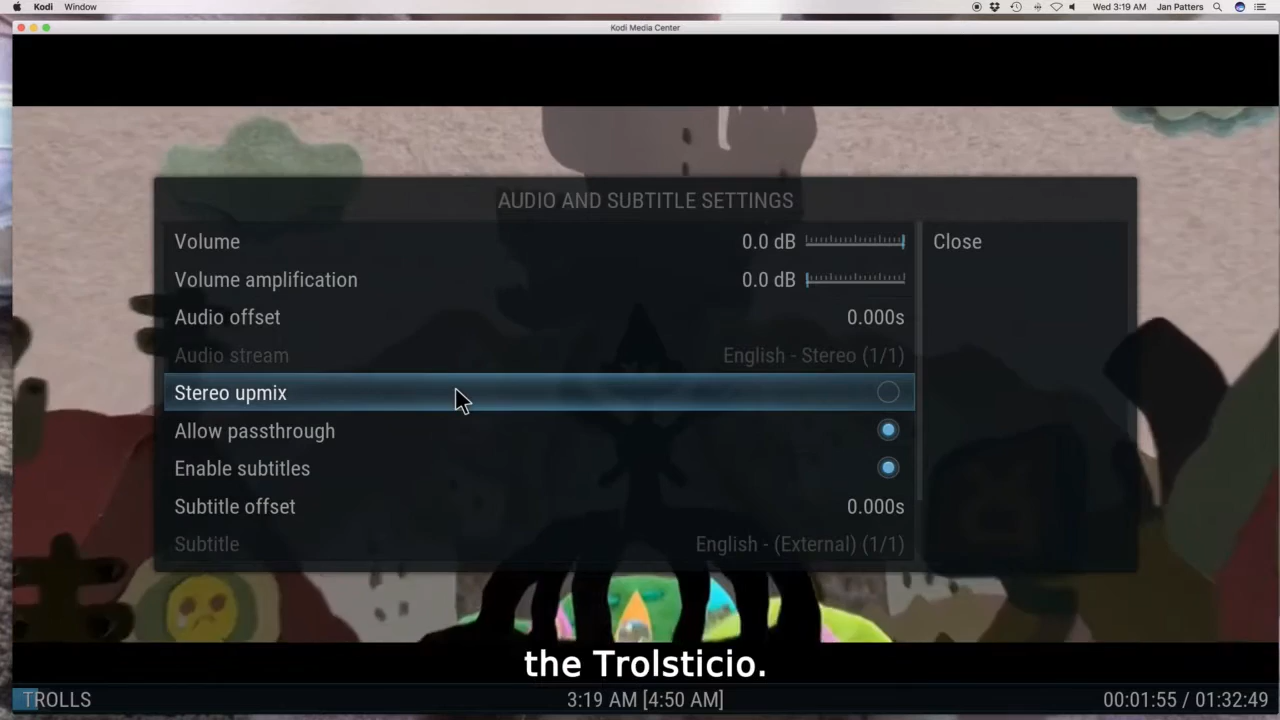 Kodi Window Wed 3:19 AM Jan Patters
Kodi Media Center
AUDIO AND SUBTITLE SETTINGS
Volume 0.0 dB Close
Volume amplification 0.0 dB
Audio offset 0.000s
Audio stream English - Stereo (1/1)
Stereo upmix
Allow passthrough
Enable subtitles
Subtitle offset 0.000s
Subtitle English - (External) (1/1)
the Trolsticio.
TROLLS 3:19 AM [4:50 AM] 00:01:55 / 01:32:49